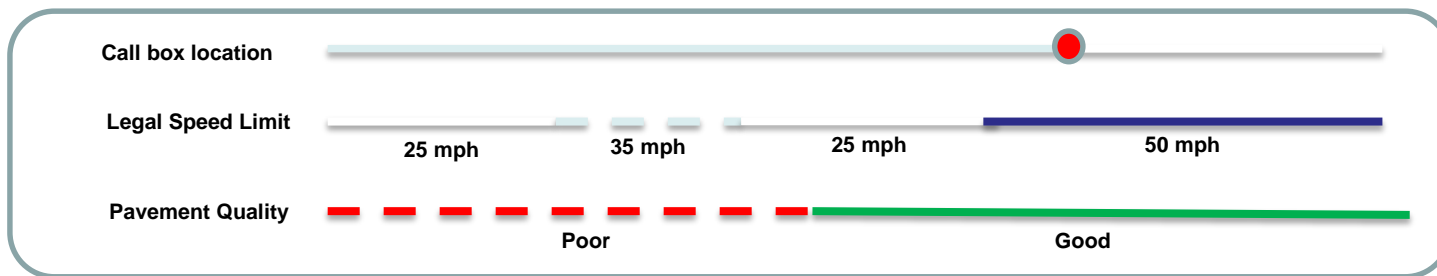 Call box location
Legal Speed Limit
25 mph 35 mph 25 mph 50 mph
Pavement Quality
Poor Good